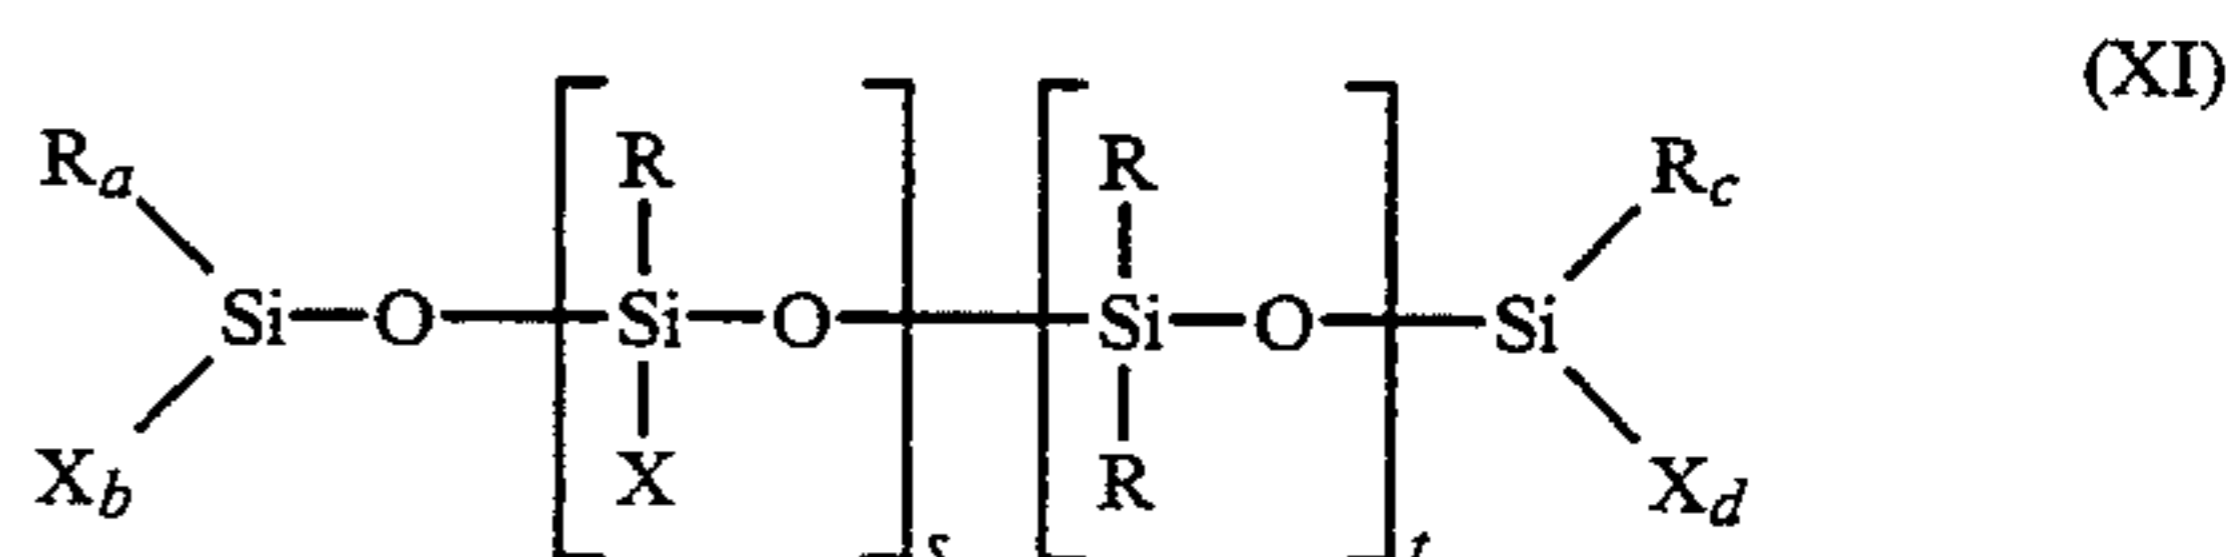 (XI)
Ra R R Rc
Si—O—[Si—O]s—[Si—O]t—Si
Xb X R Xd